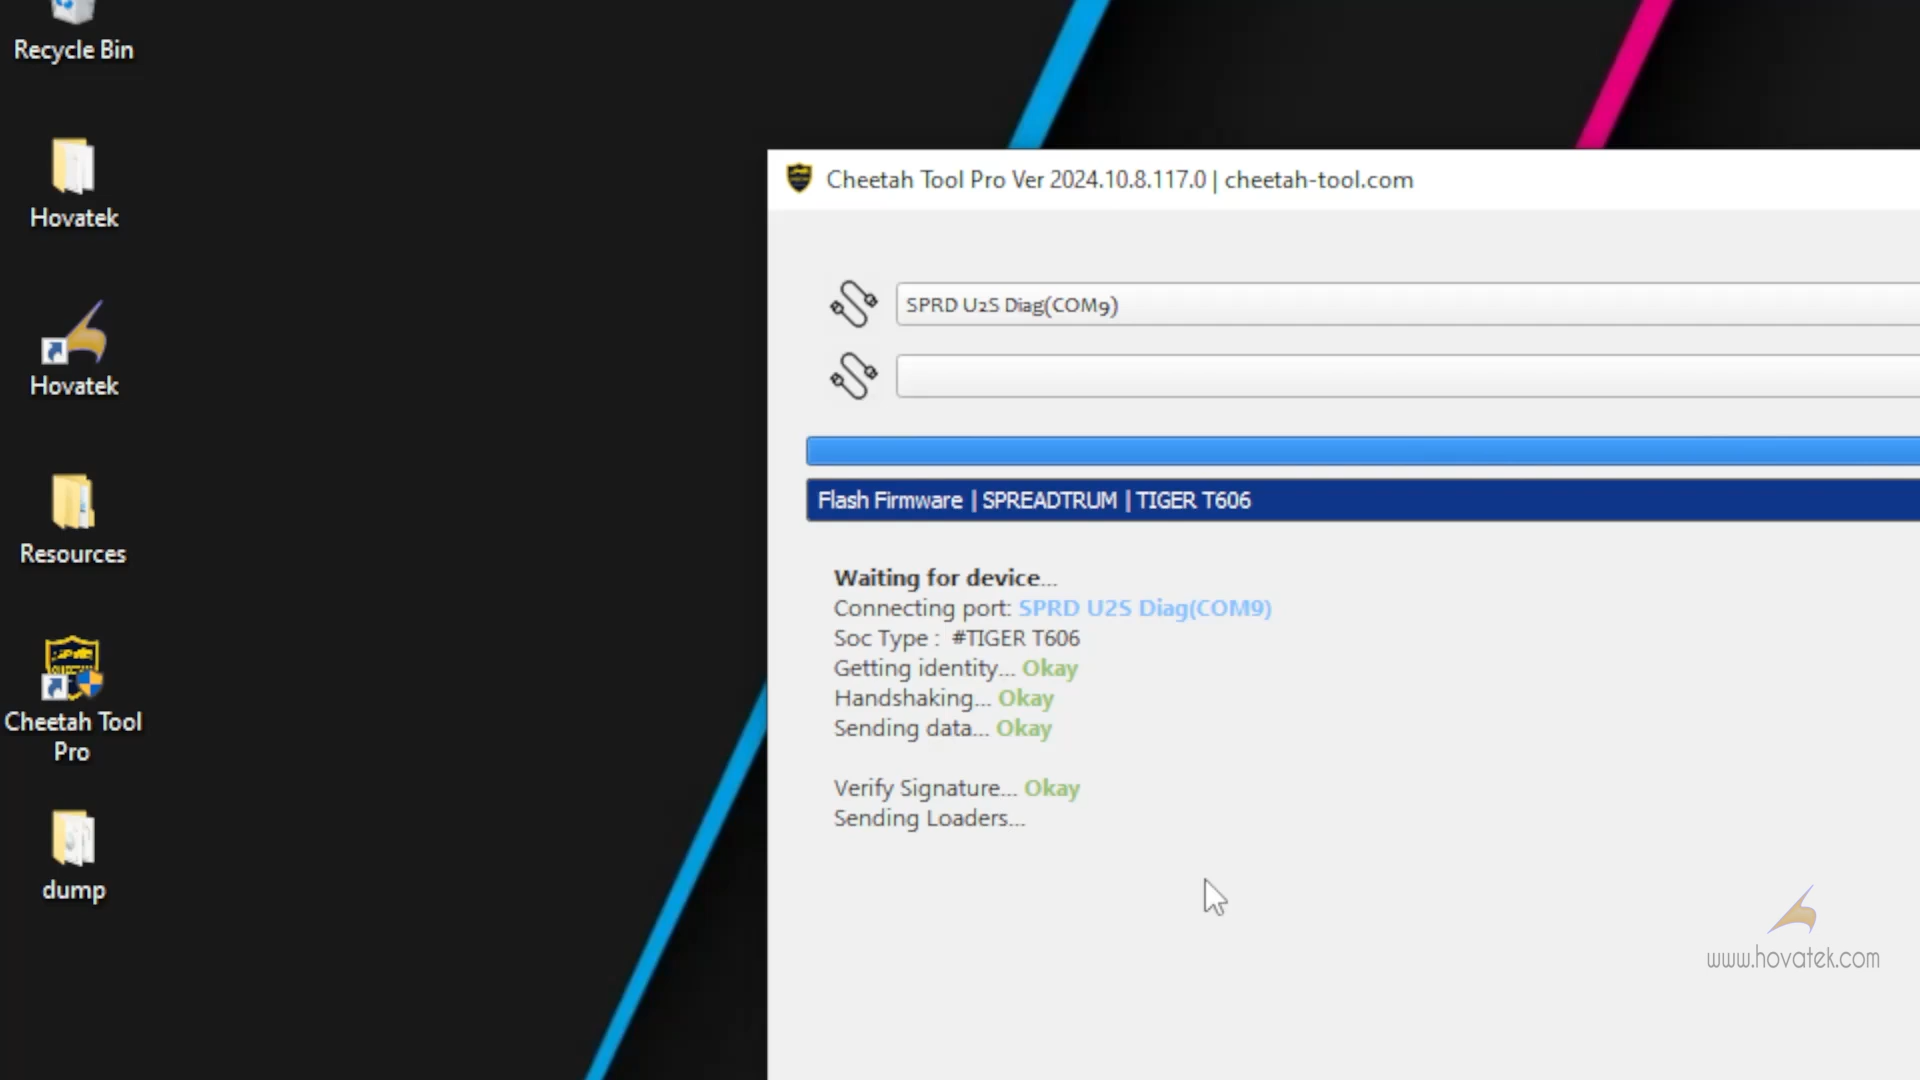 Recycle Bin
Hovatek
Hovatek
Resources
Cheetah Tool
Pro
dump
Cheetah Tool Pro Ver 2024.10.8.117.0 | cheetah-tool.com
SPRD U2S Diag(COM9)
Flash Firmware | SPREADTRUM | TIGER T606
Waiting for device...
Connecting port: SPRD U2S Diag(COM9)
Soc Type : #TIGER T606
Getting identity... Okay
Handshaking... Okay
Sending data... Okay
Verify Signature... Okay
Sending Loaders...
www.hovatek.com